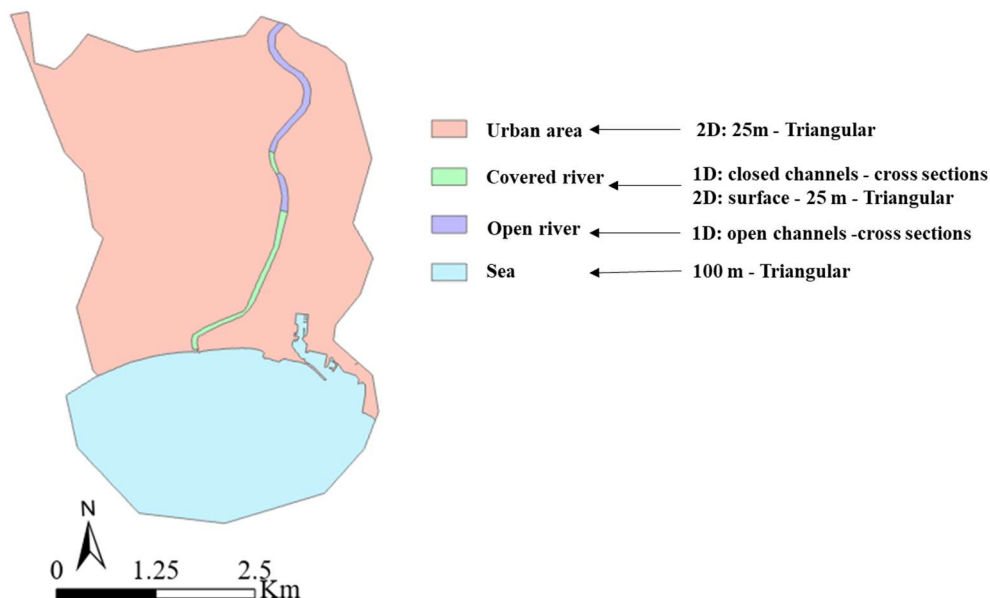 Urban area
2D: 25m - Triangular
Covered river
1D: closed channels - cross sections
2D: surface - 25 m - Triangular
Open river
1D: open channels -cross sections
Sea
100 m - Triangular
N
0 1.25 2.5
Km